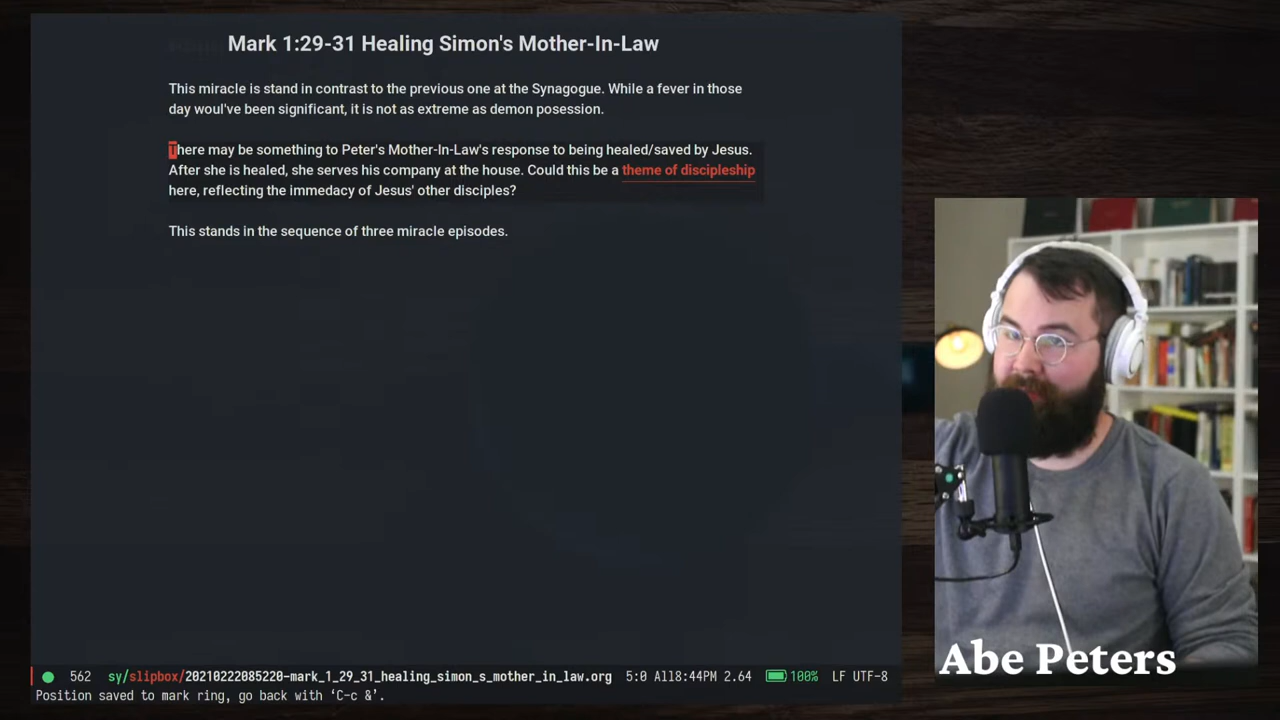 Mark 1:29-31 Healing Simon's Mother-In-Law
This miracle is stand in contrast to the previous one at the Synagogue. While a fever in those
day woul've been significant, it is not as extreme as demon posession.
There may be something to Peter's Mother-In-Law's response to being healed/saved by Jesus.
After she is healed, she serves his company at the house. Could this be a theme of discipleship
here, reflecting the immedacy of Jesus' other disciples?
This stands in the sequence of three miracle episodes.
Abe Peters
562 sy/slipbox/20210222085220-mark_1_29_31_healing_simon_s_mother_in_law.org 5:0 All8:44PM 2.64 100% LF UTF-8
Position saved to mark ring, go back with ‘C-c &’.